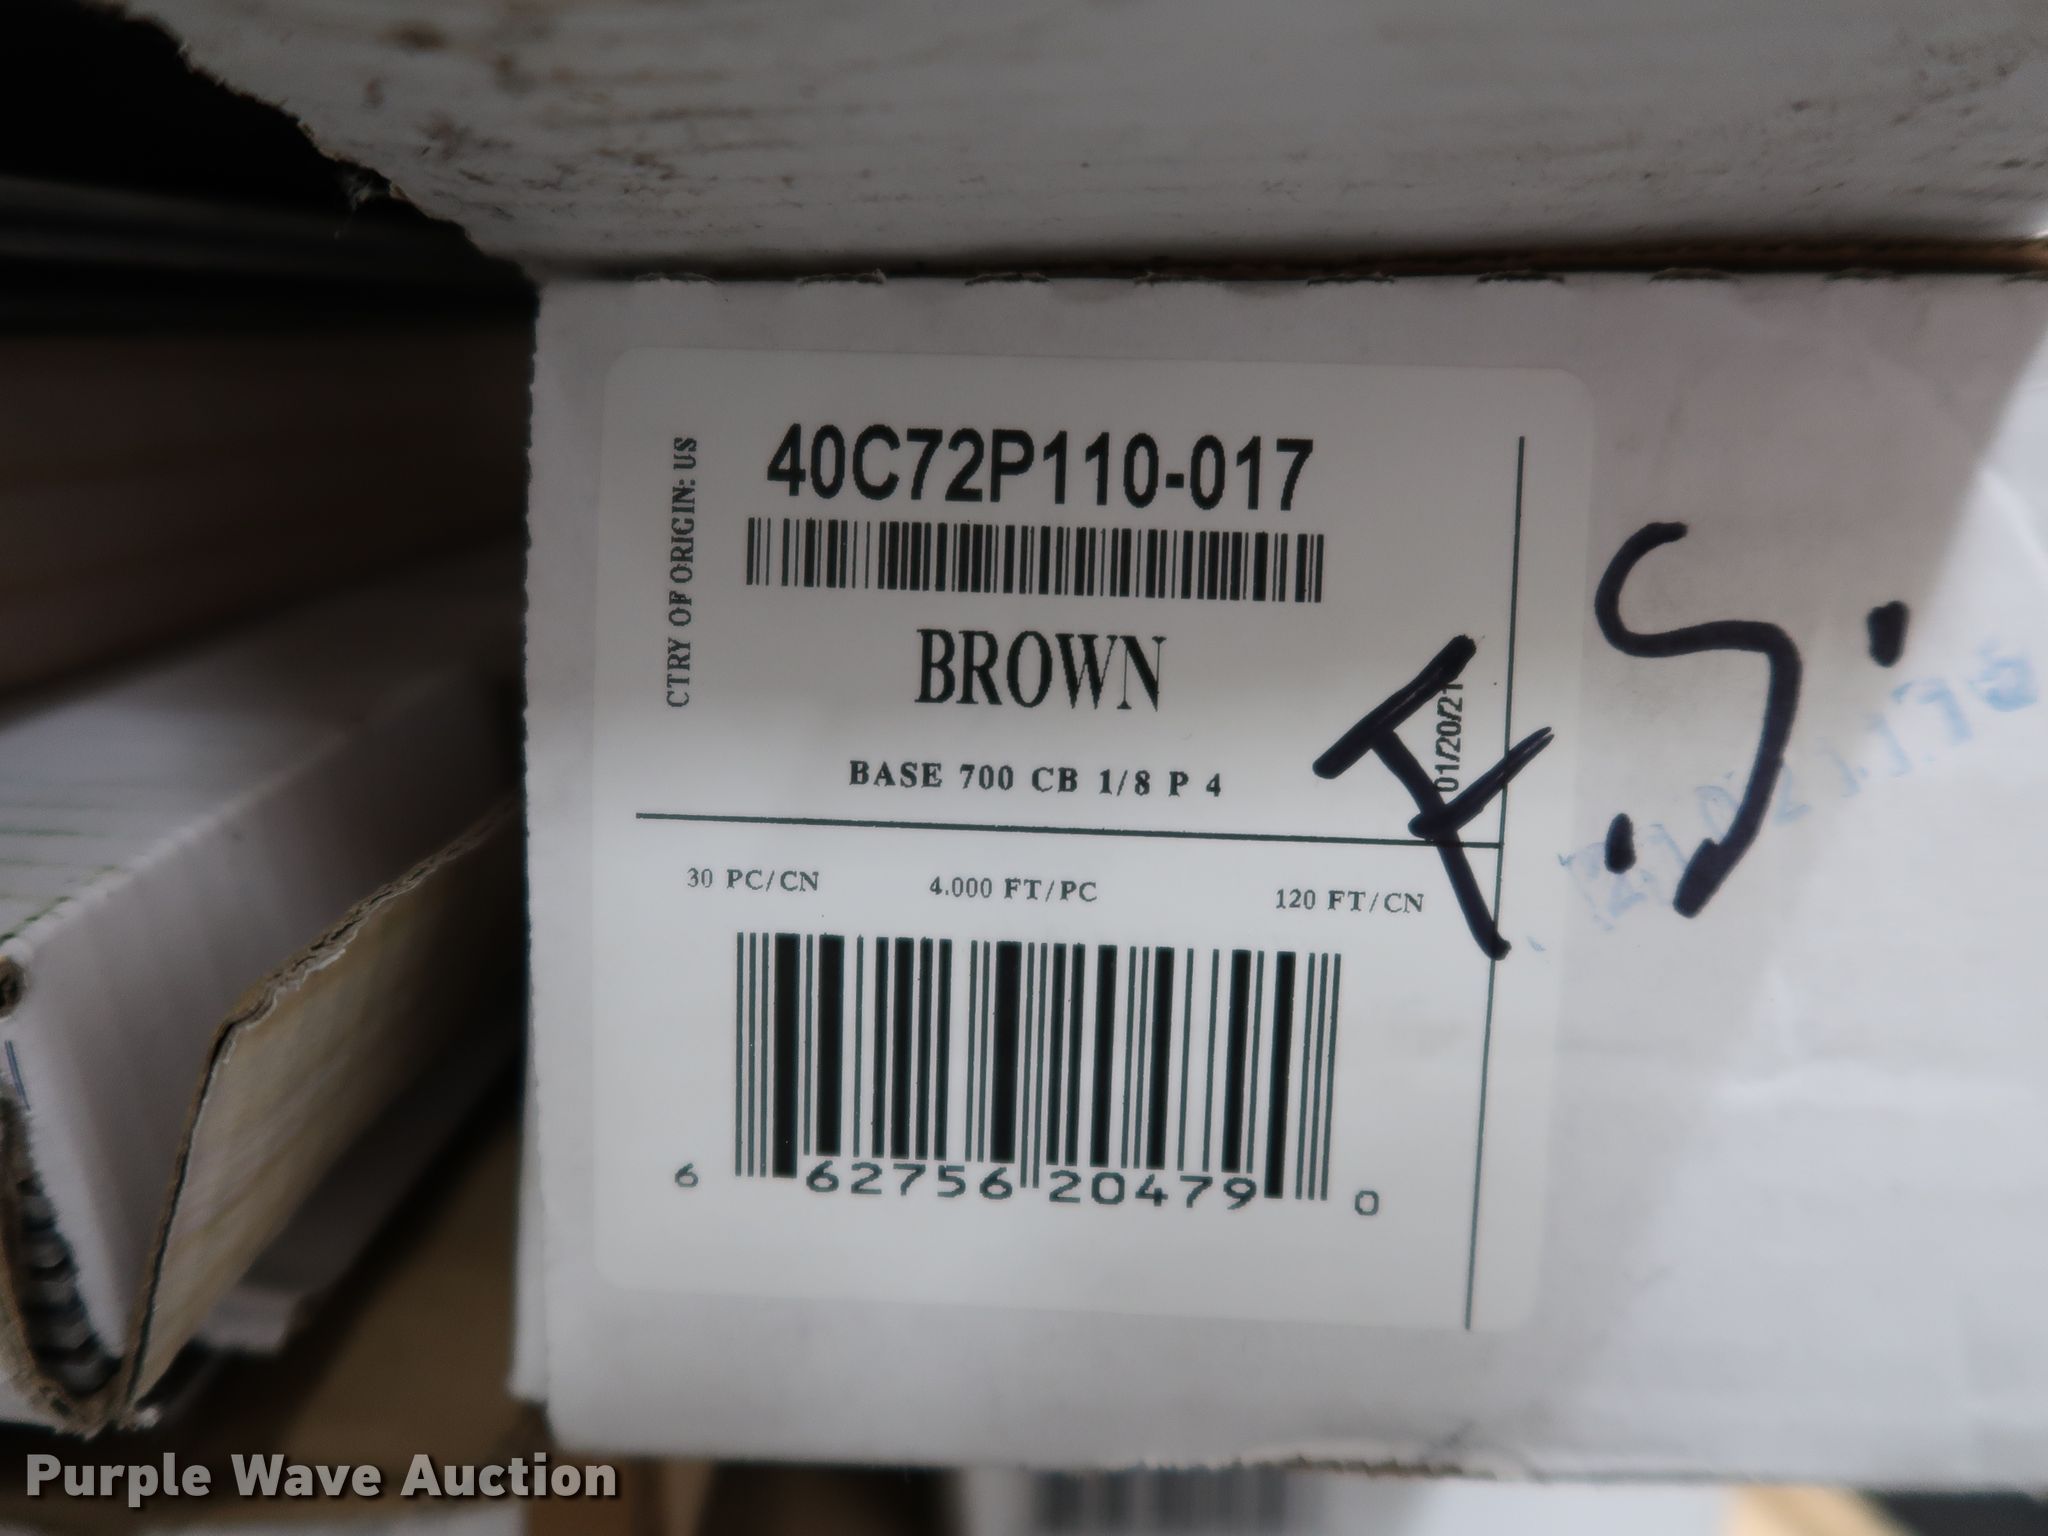 40C72P110-017
CTRY OF ORIGIN: US
BROWN
BASE 700 CB 1/8 P 4
01/20/21
F.S.
30 PC/CN 4.000 FT/PC 120 FT/CN
6 62756 20479 0
Purple Wave Auction